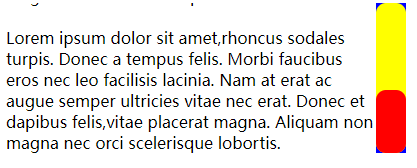 Lorem ipsum dolor sit amet,rhoncus sodales
turpis. Donec a tempus felis. Morbi faucibus
eros nec leo facilisis lacinia. Nam at erat ac
augue semper ultricies vitae nec erat. Donec et
dapibus felis,vitae placerat magna. Aliquam non
magna nec orci scelerisque lobortis.